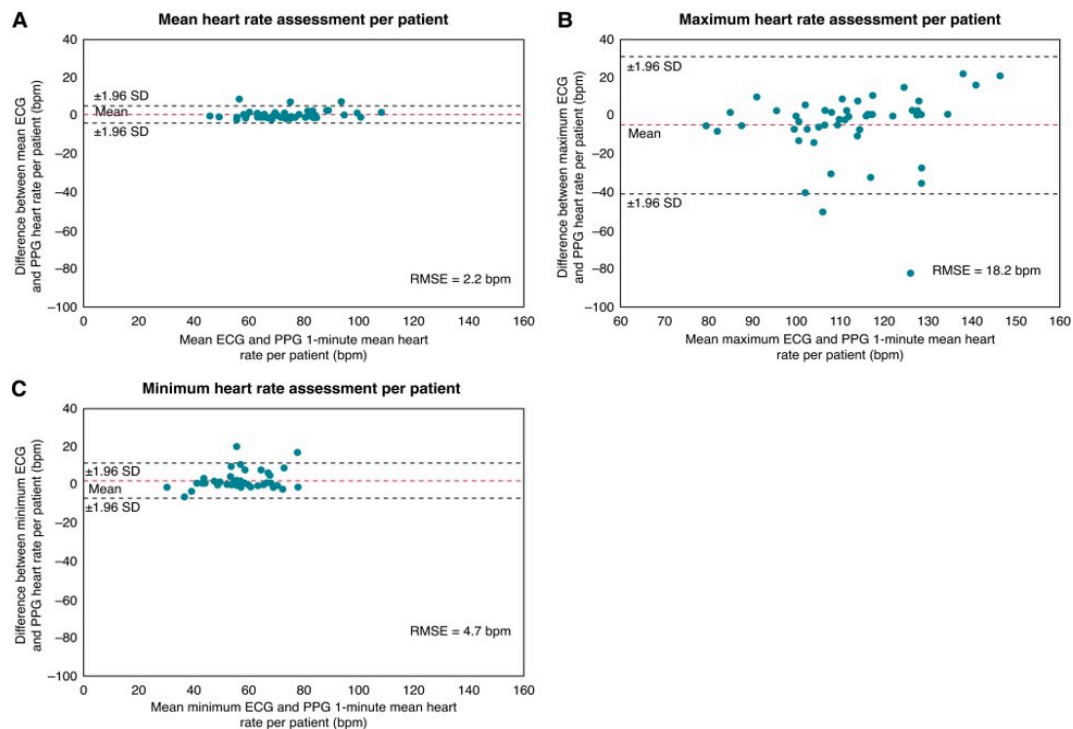 A
Mean heart rate assessment per patient
Difference between mean ECG
and PPG heart rate per patient (bpm)
40
20
0
−20
−40
−60
−80
−100
±1.96 SD
Mean
±1.96 SD
RMSE = 2.2 bpm
0 20 40 60 80 100 120 140 160
Mean ECG and PPG 1-minute mean heart
rate per patient (bpm)
B
Maximum heart rate assessment per patient
Difference between maximum ECG
and PPG heart rate per patient (bpm)
40
20
0
−20
−40
−60
−80
−100
±1.96 SD
Mean
±1.96 SD
RMSE = 18.2 bpm
60 70 80 90 100 110 120 130 140 150 160
Mean maximum ECG and PPG 1-minute mean heart
rate per patient (bpm)
C
Minimum heart rate assessment per patient
Difference between minimum ECG
and PPG heart rate per patient (bpm)
40
20
0
−20
−40
−60
−80
−100
±1.96 SD
Mean
±1.96 SD
RMSE = 4.7 bpm
0 20 40 60 80 100 120 140 160
Mean minimum ECG and PPG 1-minute mean heart
rate per patient (bpm)